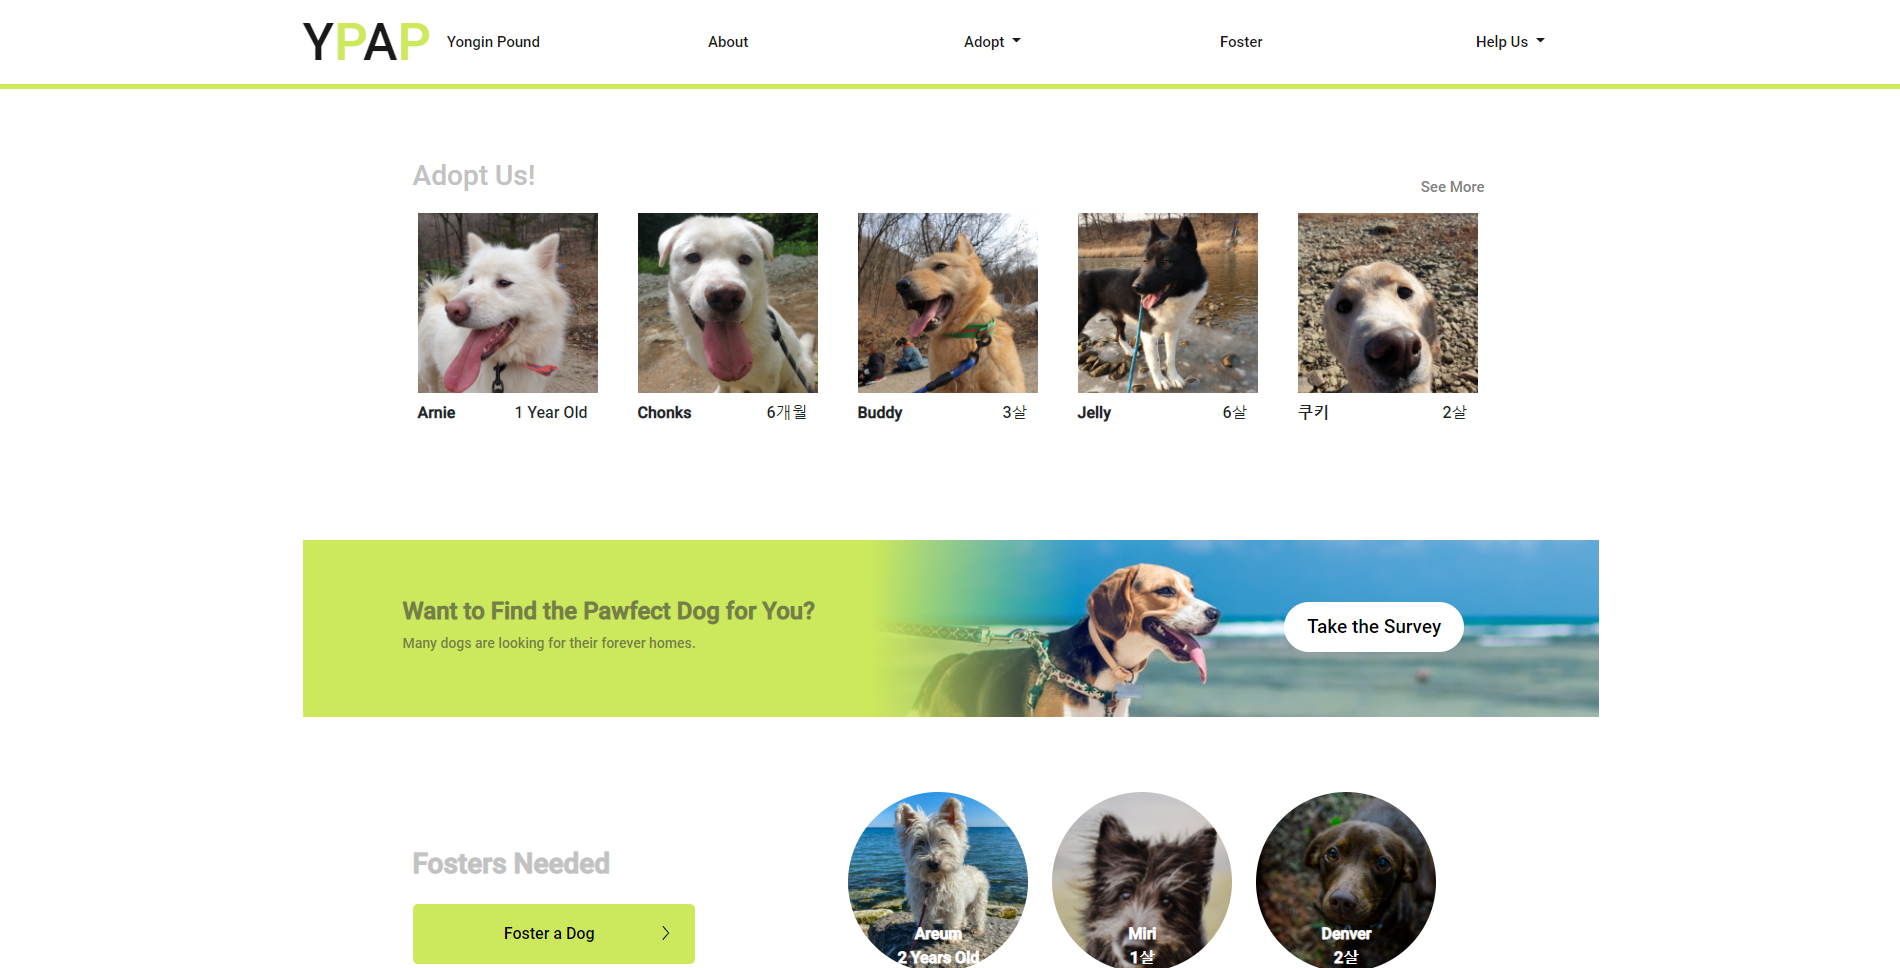 YPAP Yongin Pound About Adopt Foster Help Us
Adopt Us!
See More
Arnie 1 Year Old Chonks 6개월 Buddy 3살 Jelly 6살 쿠키 2살
Want to Find the Pawfect Dog for You?
Many dogs are looking for their forever homes.
Take the Survey
Fosters Needed
Foster a Dog
Areum Miri Denver
2 Years Old 1살 2살